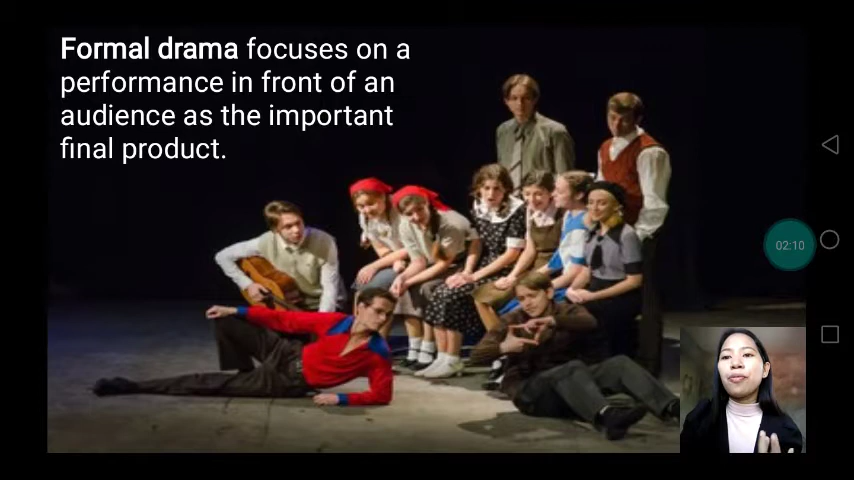 Formal drama focuses on a
performance in front of an
audience as the important
final product.
02:10